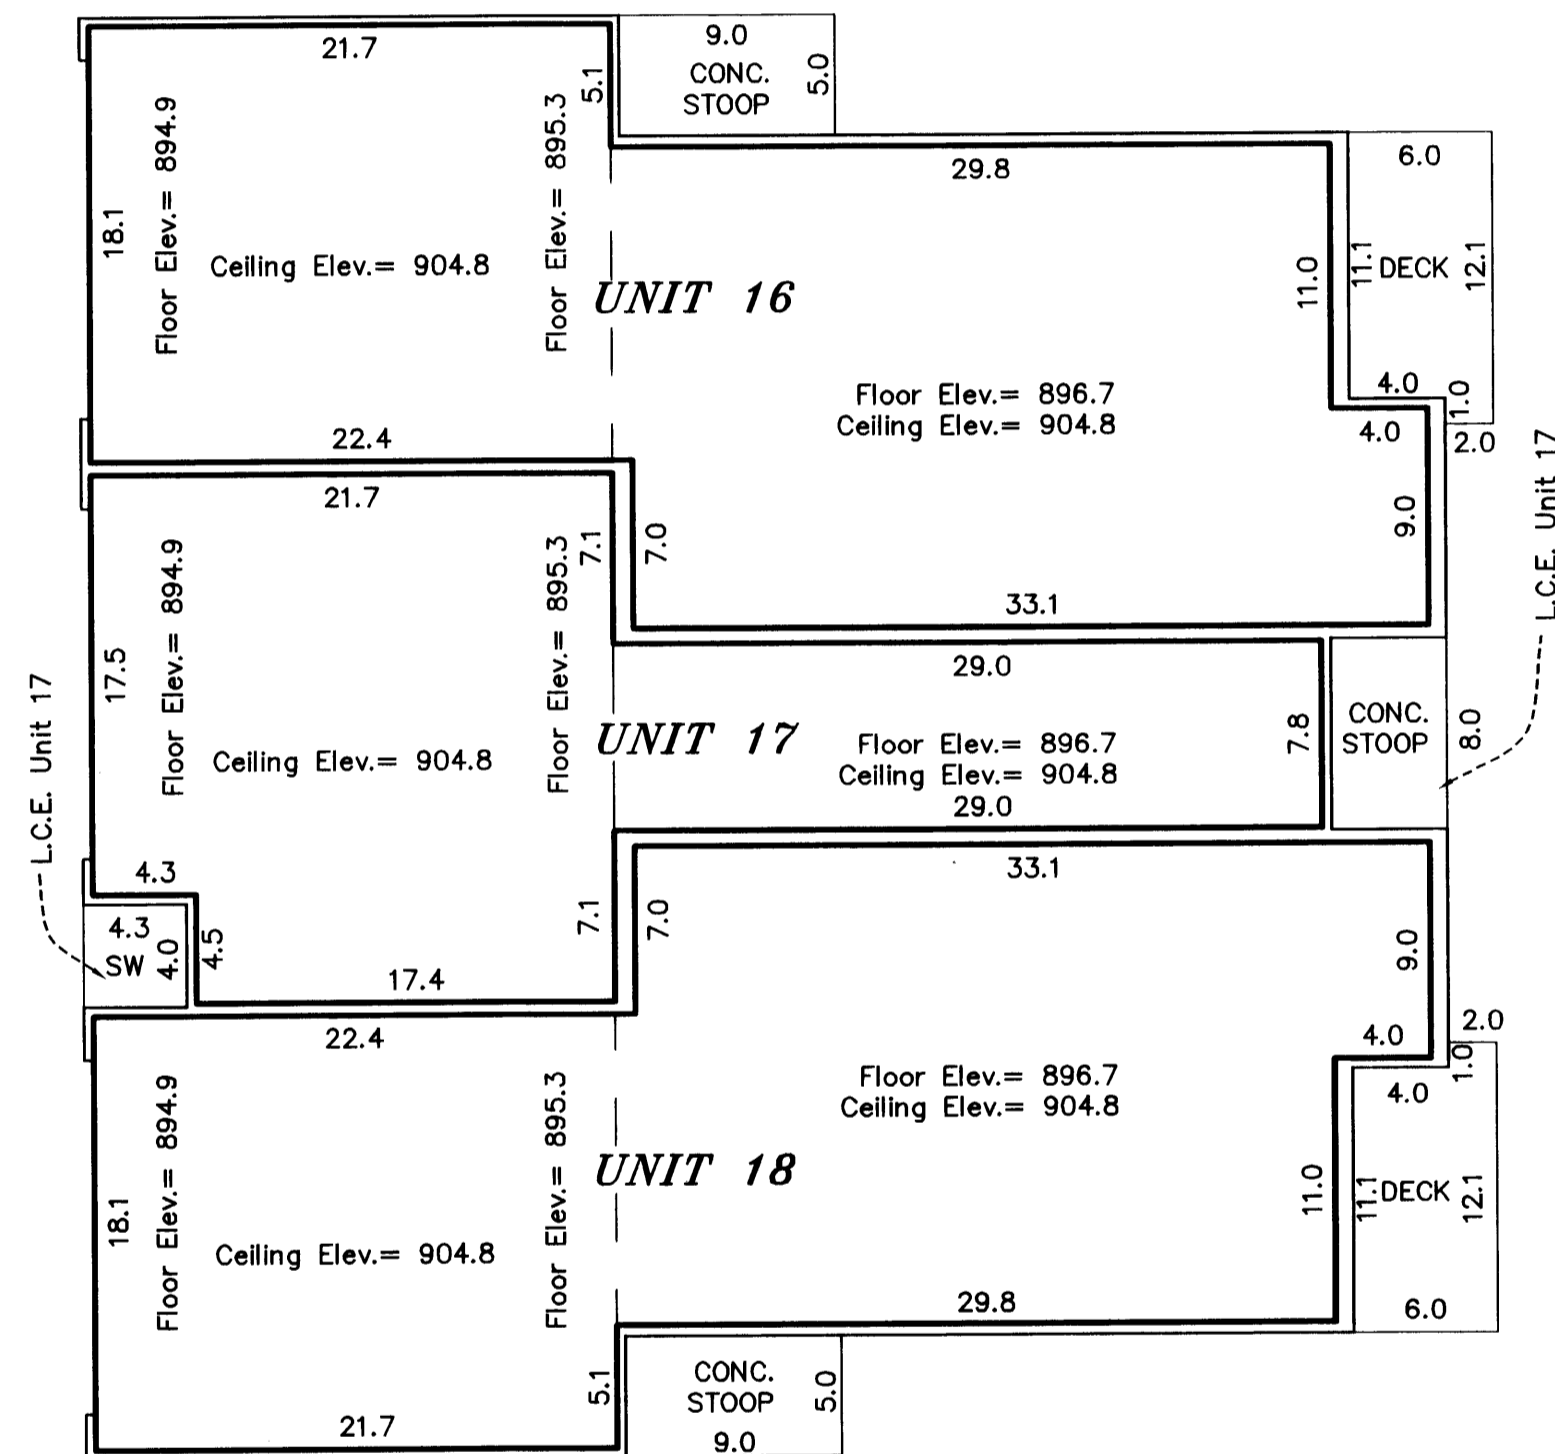 21.7
9.0
CONC.
STOOP
5.0
5.1
18.1
Floor Elev.= 894.9
Ceiling Elev.= 904.8
Floor Elev.= 895.3
UNIT 16
29.8
6.0
11.0
11.1
DECK
12.1
Floor Elev.= 896.7
Ceiling Elev.= 904.8
4.0
1.0
4.0
2.0
22.4
7.0
9.0
33.1
L.C.E. Unit 17
21.7
7.1
17.5
Floor Elev.= 894.9
Ceiling Elev.= 904.8
Floor Elev.= 895.3
UNIT 17
29.0
Floor Elev.= 896.7
Ceiling Elev.= 904.8
29.0
7.8
CONC.
STOOP
8.0
L.C.E. Unit 17
4.3
4.3
SW
4.0
4.5
17.4
7.1
7.0
33.1
9.0
22.4
4.0
2.0
1.0
4.0
18.1
Floor Elev.= 894.9
Ceiling Elev.= 904.8
Floor Elev.= 895.3
UNIT 18
Floor Elev.= 896.7
Ceiling Elev.= 904.8
11.0
11.1
DECK
12.1
29.8
6.0
5.1
CONC.
STOOP
5.0
9.0
21.7